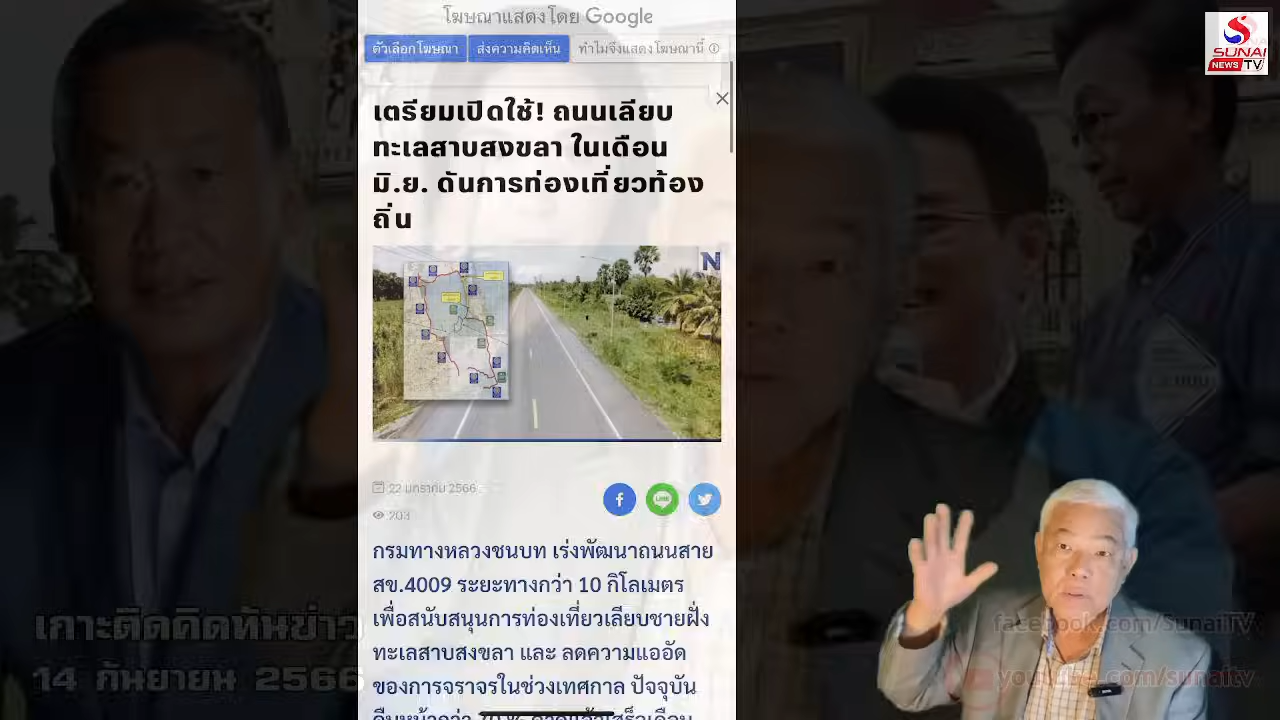 โฆษณาแสดงโดย Google
ตัวเลือกโฆษณา ส่งความคิดเห็น ทำไมจึงแสดงโฆษณานี้
เตรียมเปิดใช้! ถนนเลียบ
ทะเลสาบสงขลา ในเดือน
มิ.ย. ดันการท่องเที่ยวท้อง
ถิ่น
N
22 มกราคม 2566
203
LINE
กรมทางหลวงชนบท เร่งพัฒนาถนนสาย
สข.4009 ระยะทางกว่า 10 กิโลเมตร
เพื่อสนับสนุนการท่องเที่ยวเลียบชายฝั่ง
ทะเลสาบสงขลา และ ลดความแออัด
ของการจราจรในช่วงเทศกาล ปัจจุบัน
SUNAI
NEWS TV
เกาะติดคิดทันข่าว
14 กันยายน 2566
facebook.com/SunaiTV
youtube.com/sunaitv